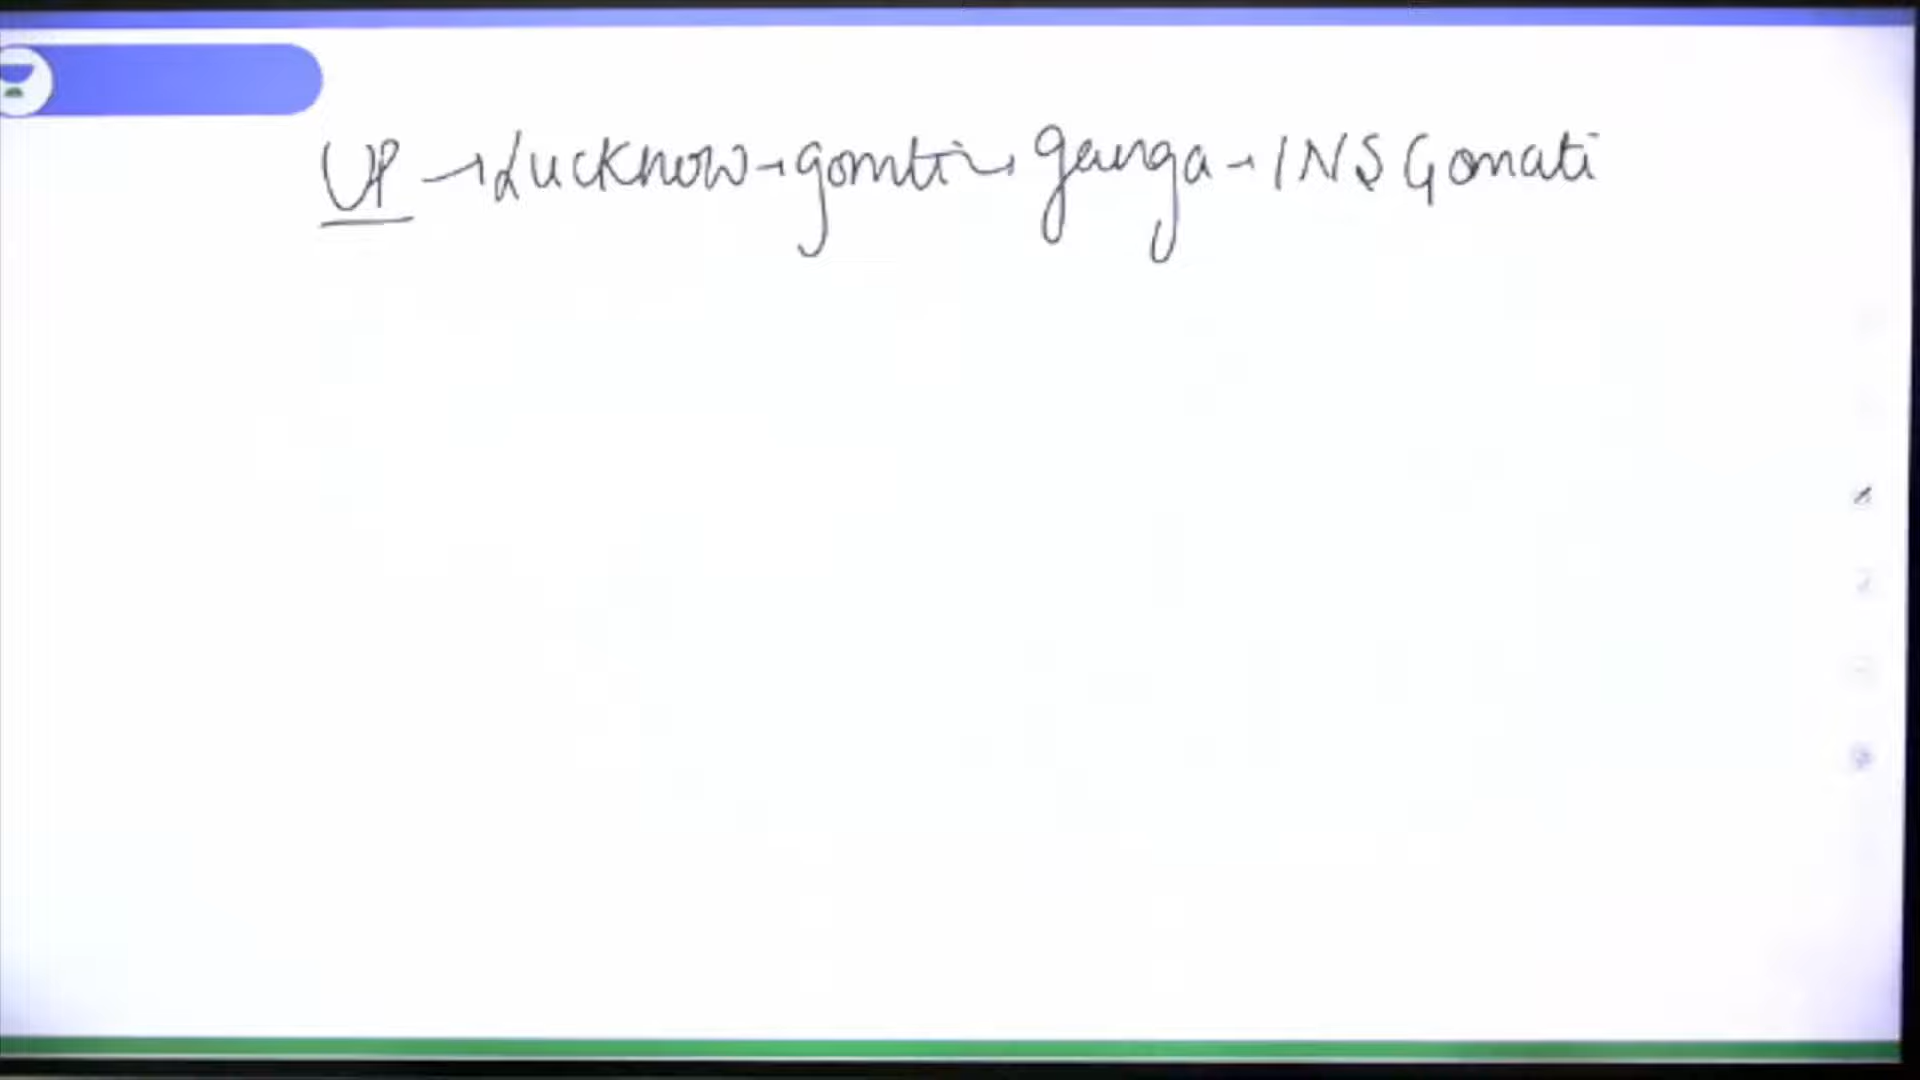 UP → Lucknow → gomti → ganga → INS Gomati